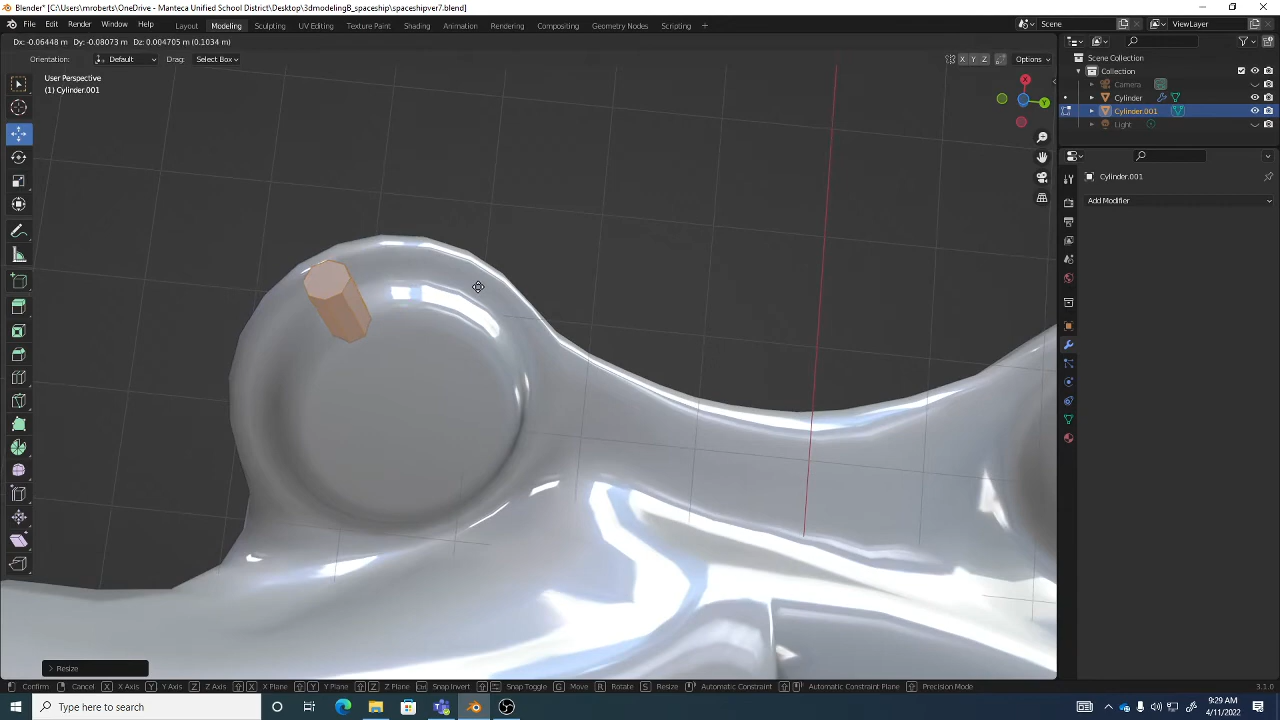 Blender* [C:\Users\mroberts\OneDrive - Manteca Unified School District\Desktop\3dmodelingB_spaceship\spaceshipver7.blend]
File Edit Render Window Help Layout Modeling Sculpting UV Editing Texture Paint Shading Animation Rendering Compositing Geometry Nodes Scripting + Scene ViewLayer
Dx: -0.06448 m Dy: -0.08073 m Dz: 0.004705 m (0.1034 m)
Orientation: Default Drag: Select Box X Y Z Options
Scene Collection
Collection
Camera
Cylinder
Cylinder.001
Light
User Perspective
(1) Cylinder.001
X
Y
Cylinder.001
Add Modifier
> Resize
Confirm Cancel X X Axis Y Y Axis Z Z Axis X X Plane Y Y Plane Z Z Plane Snap Invert Snap Toggle G Move R Rotate S Resize Automatic Constraint Automatic Constraint Plane Precision Mode 3.1.0
Type here to search
9:29 AM
4/11/2022